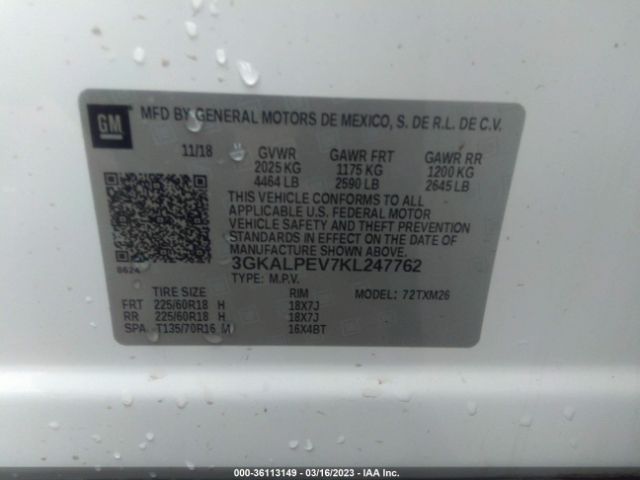 GM
MFD BY GENERAL MOTORS DE MEXICO, S. DE R.L. DE C.V.
11/18 GVWR GAWR FRT GAWR RR
2025 KG 1175 KG 1200 KG
4464 LB 2590 LB 2645 LB
THIS VEHICLE CONFORMS TO ALL
APPLICABLE U.S. FEDERAL MOTOR
VEHICLE SAFETY AND THEFT PREVENTION
STANDARDS IN EFFECT ON THE DATE OF
MANUFACTURE SHOWN ABOVE.
8624 3GKALPEV7KL247762
TYPE: M.P.V.
TIRE SIZE RIM MODEL: 72TXM26
FRT 225/60R18 H 18X7J
RR 225/60R18 H 18X7J
SPA T135/70R16 M 16X4BT
000-36113149 - 03/16/2023 - IAA Inc.